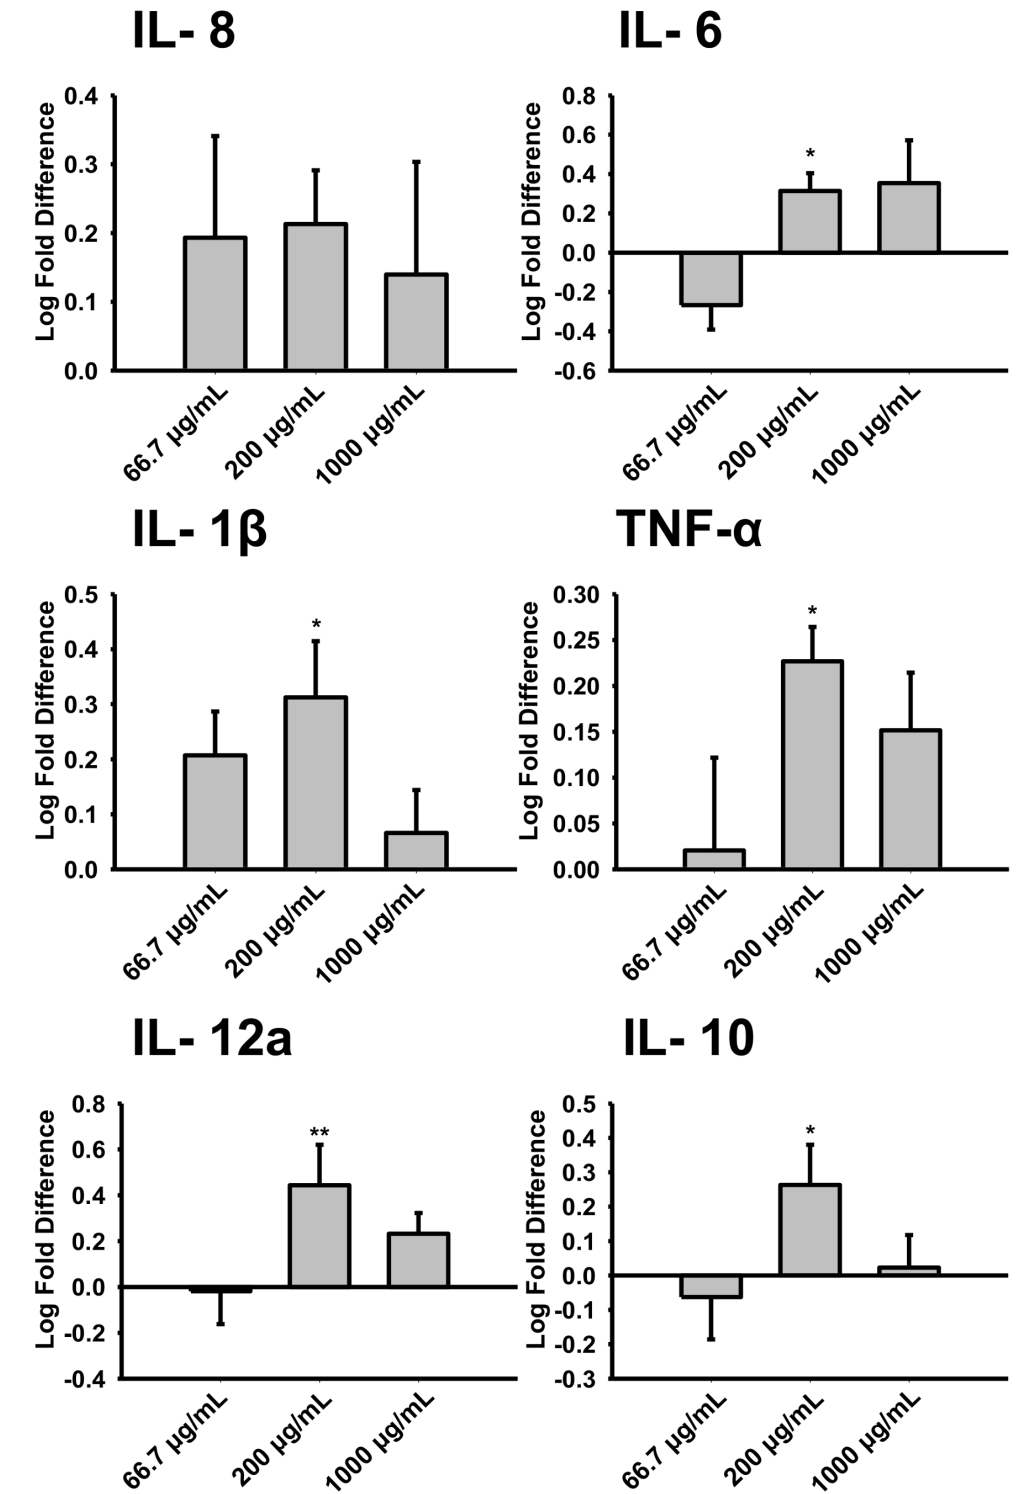 IL- 8
Log Fold Difference
0.4
0.3
0.2
0.1
0.0
66.7 µg/mL
200 µg/mL
1000 µg/mL
IL- 6
Log Fold Difference
0.8
0.6
0.4
0.2
0.0
-0.2
-0.4
-0.6
*
66.7 µg/mL
200 µg/mL
1000 µg/mL
IL- 1β
Log Fold Difference
0.5
0.4
0.3
0.2
0.1
0.0
*
66.7 µg/mL
200 µg/mL
1000 µg/mL
TNF-α
Log Fold Difference
0.30
0.25
0.20
0.15
0.10
0.05
0.00
*
66.7 µg/mL
200 µg/mL
1000 µg/mL
IL- 12a
Log Fold Difference
0.8
0.6
0.4
0.2
0.0
-0.2
-0.4
**
66.7 µg/mL
200 µg/mL
1000 µg/mL
IL- 10
Log Fold Difference
0.5
0.4
0.3
0.2
0.1
0.0
-0.1
-0.2
-0.3
*
66.7 µg/mL
200 µg/mL
1000 µg/mL